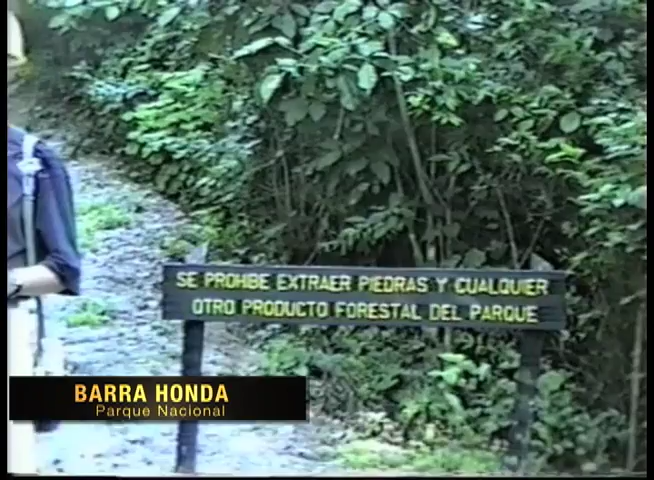 SE PROHIBE EXTRAER PIEDRAS Y CUALQUIER
OTRO PRODUCTO FORESTAL DEL PARQUE
BARRA HONDA
Parque Nacional